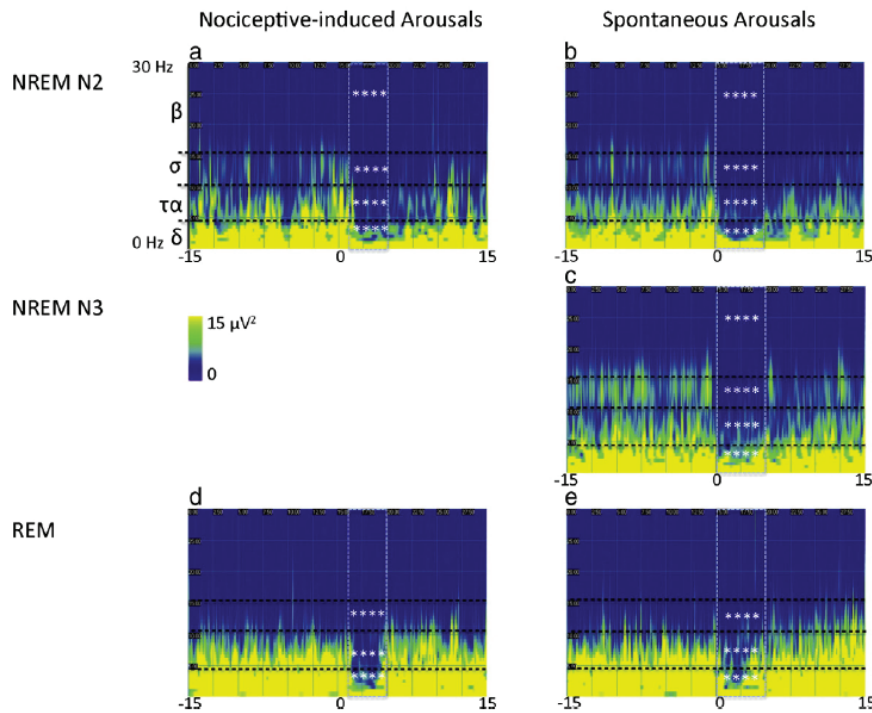 Nociceptive-induced Arousals Spontaneous Arousals
a b
NREM N2 30 Hz
β
****
****
σ
****
****
τα
****
****
δ
****
****
0 Hz
-15 0 15 -15 0 15
c
NREM N3
****
15 µV²
0
****
****
****
-15 0 15
d e
REM
****
****
****
****
****
****
-15 0 15 -15 0 15